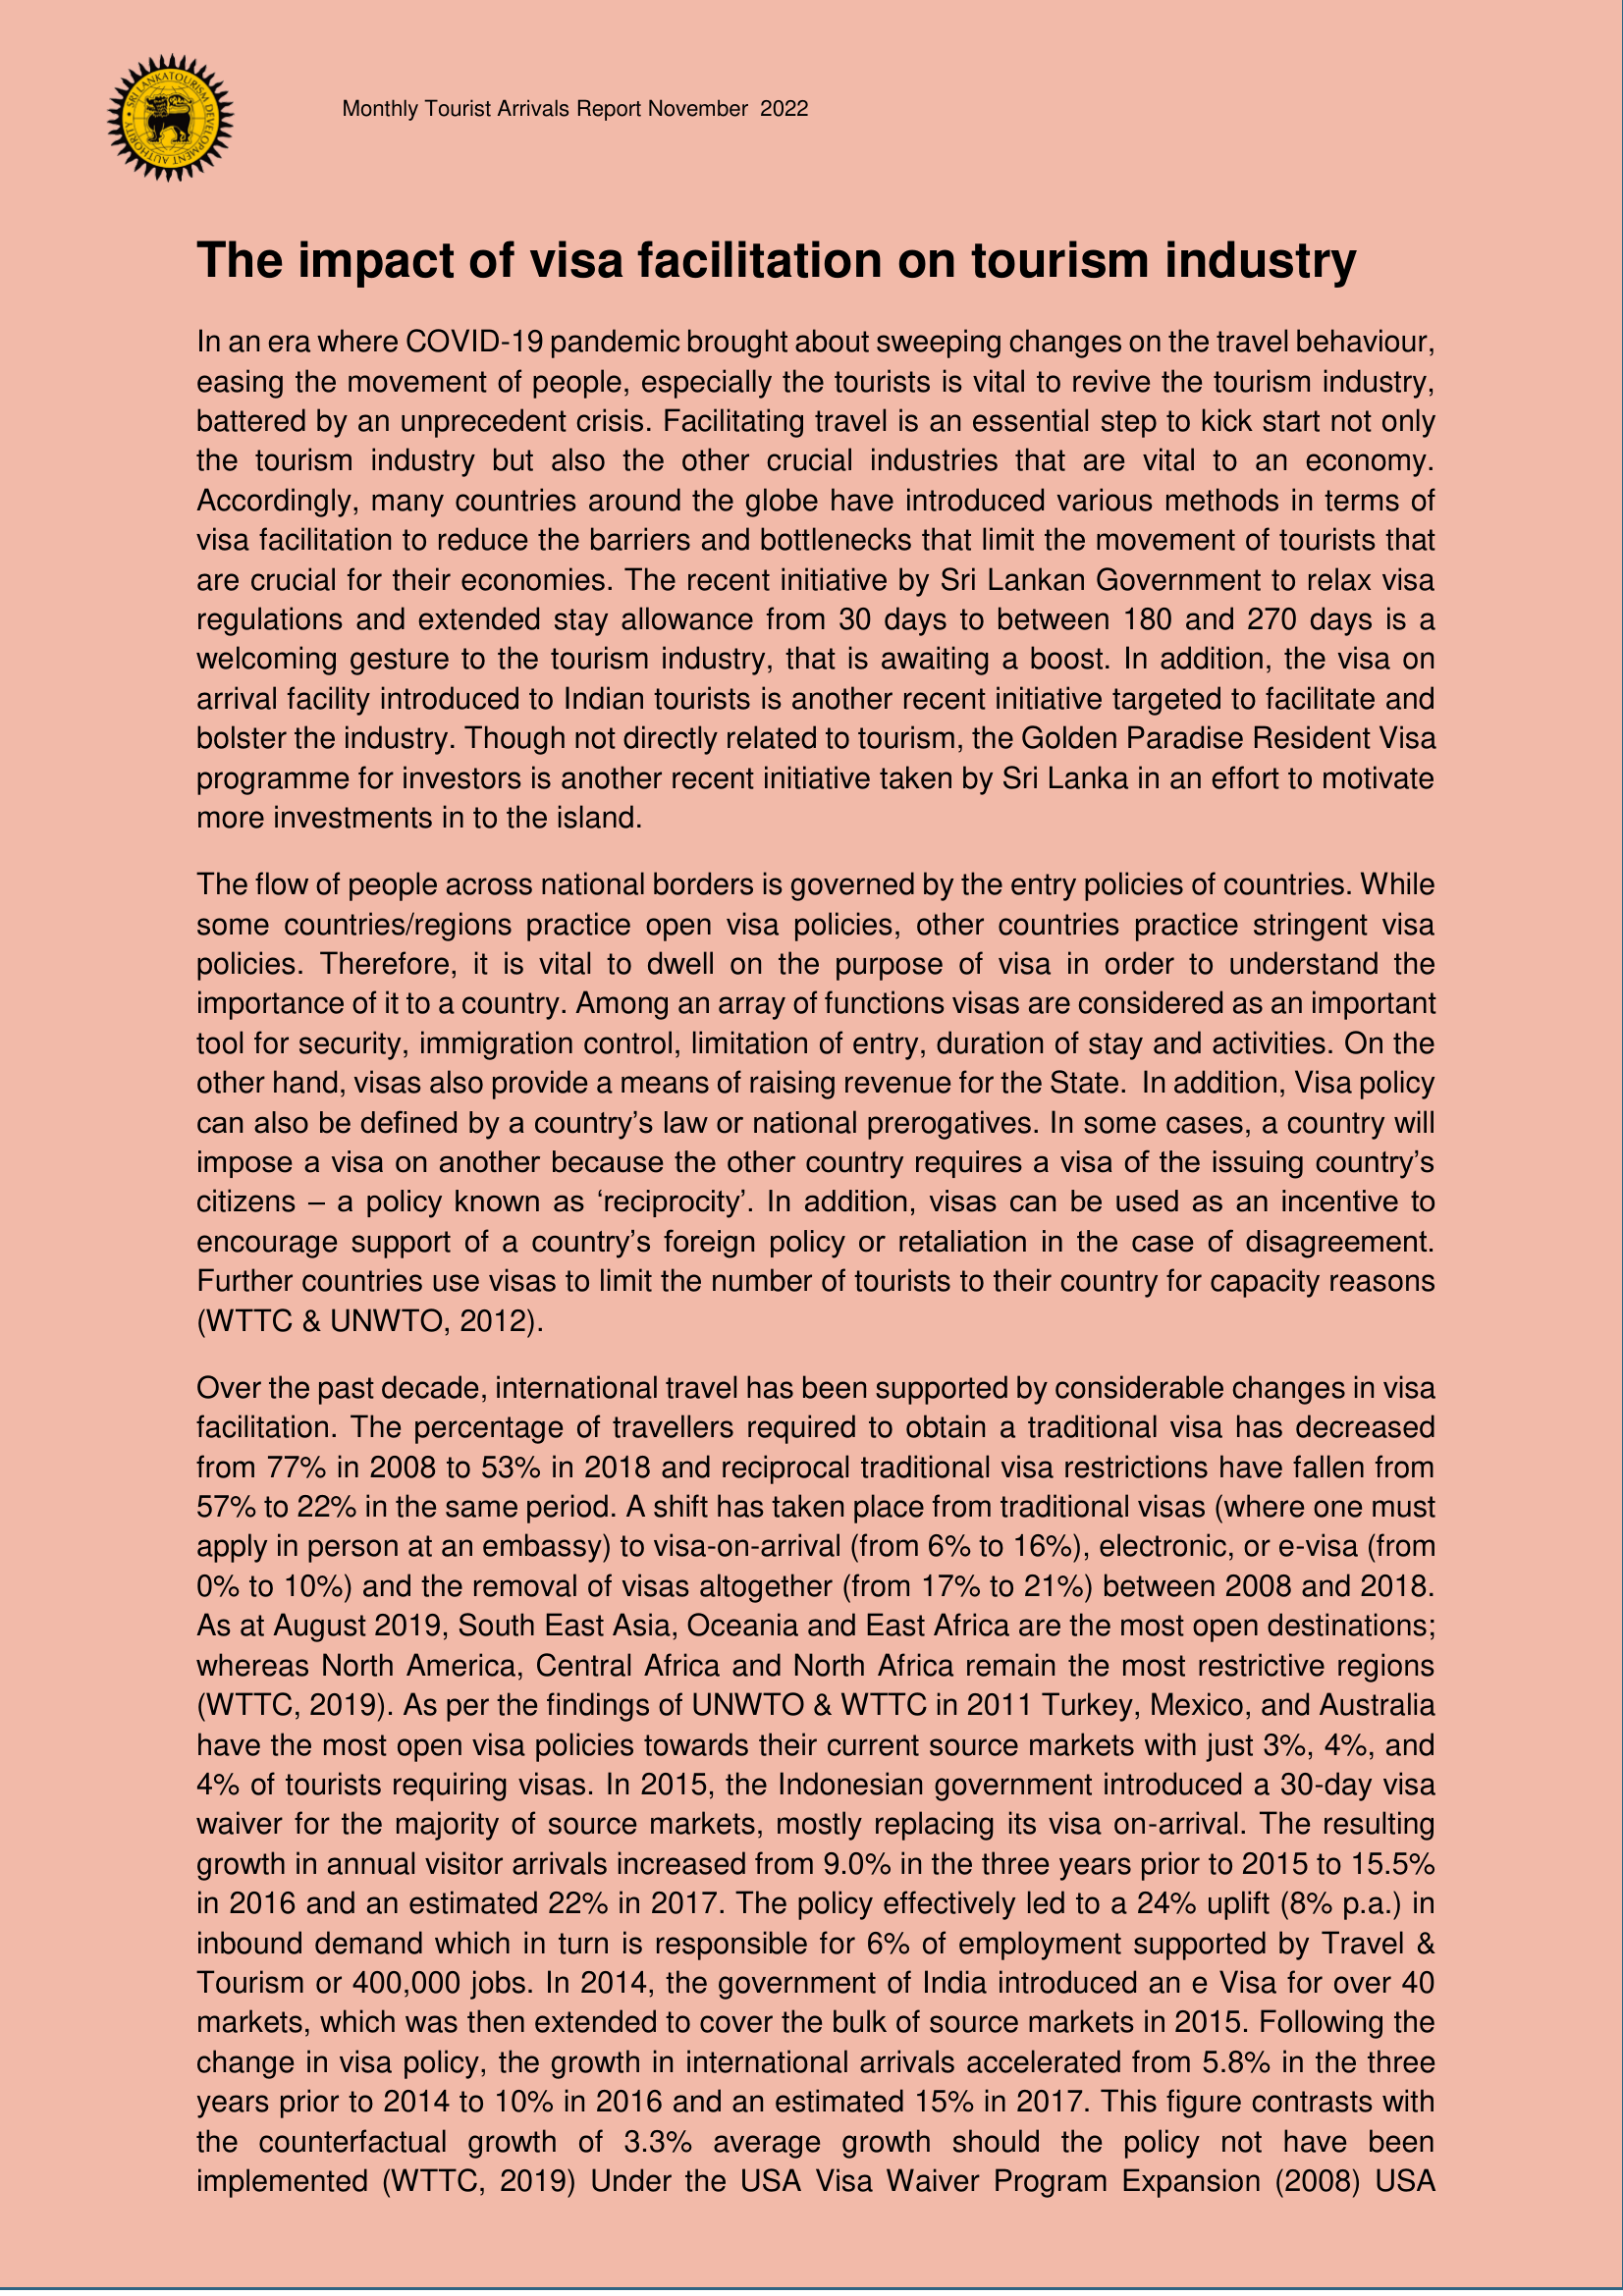 SRI LANKA TOURISM DEVELOPMENT AUTHORITY
Monthly Tourist Arrivals Report November  2022
The impact of visa facilitation on tourism industry
In an era where COVID-19 pandemic brought about sweeping changes on the travel behaviour,
easing the movement of people, especially the tourists is vital to revive the tourism industry,
battered by an unprecedent crisis. Facilitating travel is an essential step to kick start not only
the tourism industry but also the other crucial industries that are vital to an economy.
Accordingly, many countries around the globe have introduced various methods in terms of
visa facilitation to reduce the barriers and bottlenecks that limit the movement of tourists that
are crucial for their economies. The recent initiative by Sri Lankan Government to relax visa
regulations and extended stay allowance from 30 days to between 180 and 270 days is a
welcoming gesture to the tourism industry, that is awaiting a boost. In addition, the visa on
arrival facility introduced to Indian tourists is another recent initiative targeted to facilitate and
bolster the industry. Though not directly related to tourism, the Golden Paradise Resident Visa
programme for investors is another recent initiative taken by Sri Lanka in an effort to motivate
more investments in to the island.
The flow of people across national borders is governed by the entry policies of countries. While
some countries/regions practice open visa policies, other countries practice stringent visa
policies. Therefore, it is vital to dwell on the purpose of visa in order to understand the
importance of it to a country. Among an array of functions visas are considered as an important
tool for security, immigration control, limitation of entry, duration of stay and activities. On the
other hand, visas also provide a means of raising revenue for the State.  In addition, Visa policy
can also be defined by a country’s law or national prerogatives. In some cases, a country will
impose a visa on another because the other country requires a visa of the issuing country’s
citizens – a policy known as ‘reciprocity’. In addition, visas can be used as an incentive to
encourage support of a country’s foreign policy or retaliation in the case of disagreement.
Further countries use visas to limit the number of tourists to their country for capacity reasons
(WTTC & UNWTO, 2012).
Over the past decade, international travel has been supported by considerable changes in visa
facilitation. The percentage of travellers required to obtain a traditional visa has decreased
from 77% in 2008 to 53% in 2018 and reciprocal traditional visa restrictions have fallen from
57% to 22% in the same period. A shift has taken place from traditional visas (where one must
apply in person at an embassy) to visa-on-arrival (from 6% to 16%), electronic, or e-visa (from
0% to 10%) and the removal of visas altogether (from 17% to 21%) between 2008 and 2018.
As at August 2019, South East Asia, Oceania and East Africa are the most open destinations;
whereas North America, Central Africa and North Africa remain the most restrictive regions
(WTTC, 2019). As per the findings of UNWTO & WTTC in 2011 Turkey, Mexico, and Australia
have the most open visa policies towards their current source markets with just 3%, 4%, and
4% of tourists requiring visas. In 2015, the Indonesian government introduced a 30-day visa
waiver for the majority of source markets, mostly replacing its visa on-arrival. The resulting
growth in annual visitor arrivals increased from 9.0% in the three years prior to 2015 to 15.5%
in 2016 and an estimated 22% in 2017. The policy effectively led to a 24% uplift (8% p.a.) in
inbound demand which in turn is responsible for 6% of employment supported by Travel &
Tourism or 400,000 jobs. In 2014, the government of India introduced an e Visa for over 40
markets, which was then extended to cover the bulk of source markets in 2015. Following the
change in visa policy, the growth in international arrivals accelerated from 5.8% in the three
years prior to 2014 to 10% in 2016 and an estimated 15% in 2017. This figure contrasts with
the counterfactual growth of 3.3% average growth should the policy not have been
implemented (WTTC, 2019) Under the USA Visa Waiver Program Expansion (2008) USA